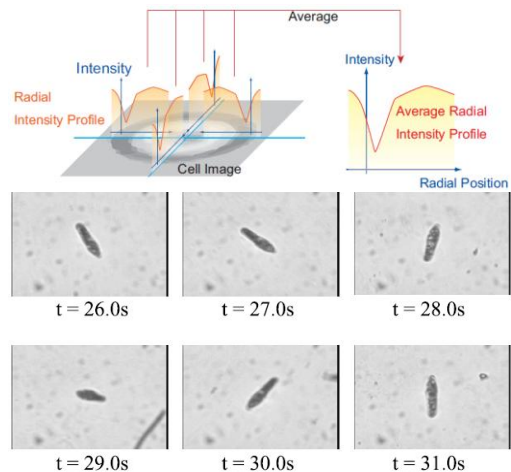 Average
Intensity
Radial
Intensity Profile
Cell Image
Intensity
Average Radial
Intensity Profile
Radial Position
t = 26.0s
t = 27.0s
t = 28.0s
t = 29.0s
t = 30.0s
t = 31.0s